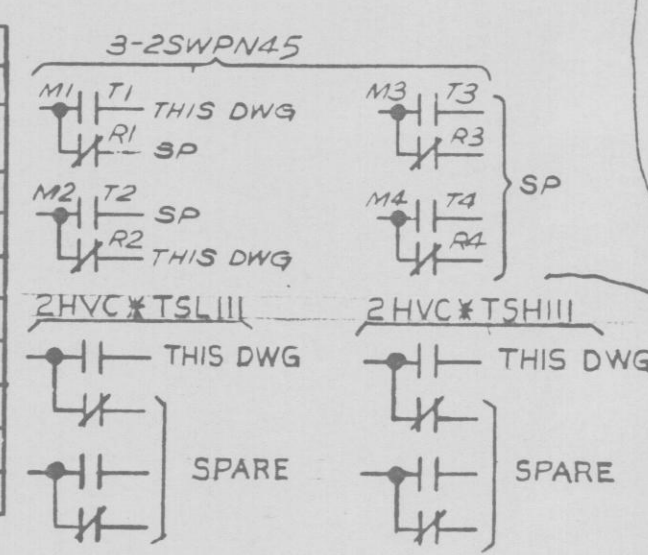 3-2SWPN45
M1 T1 THIS DWG M3 T3
R1 SP R3
SP
M2 T2 SP M4 T4
R2 THIS DWG R4
2HVC*TSL111 2HVC*TSH111
THIS DWG THIS DWG
SPARE SPARE